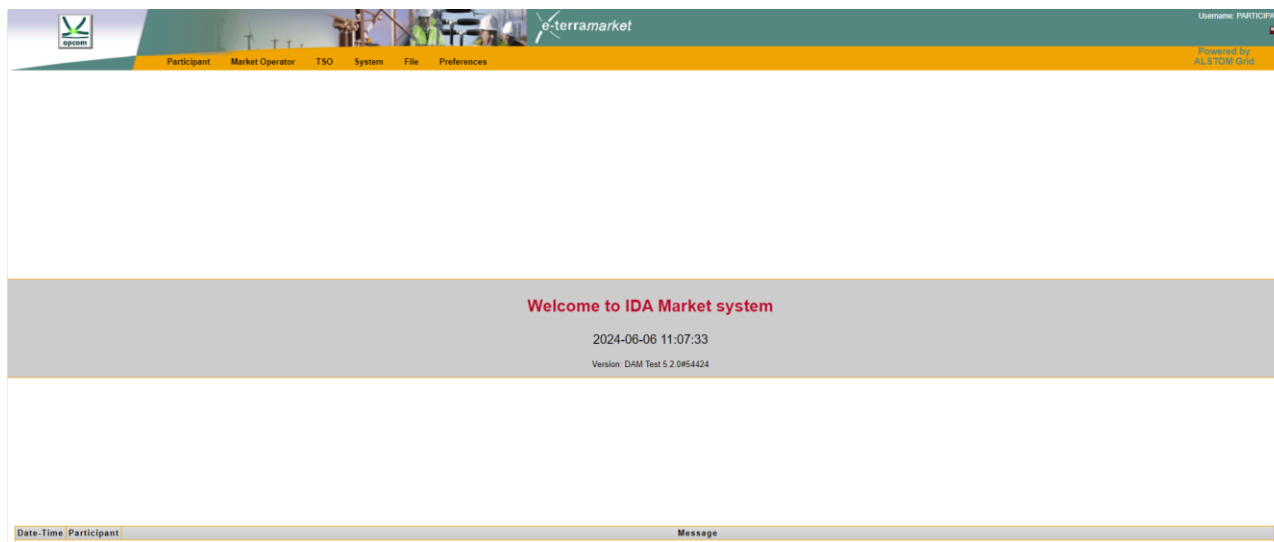 opcom
e-terramarket
Username: PARTICIPA
Participant Market Operator TSO System File Preferences
Powered by
ALSTOM Grid
Welcome to IDA Market system
2024-06-06 11:07:33
Version: DAM Test 5.2.0#54424
Date-Time Participant Message